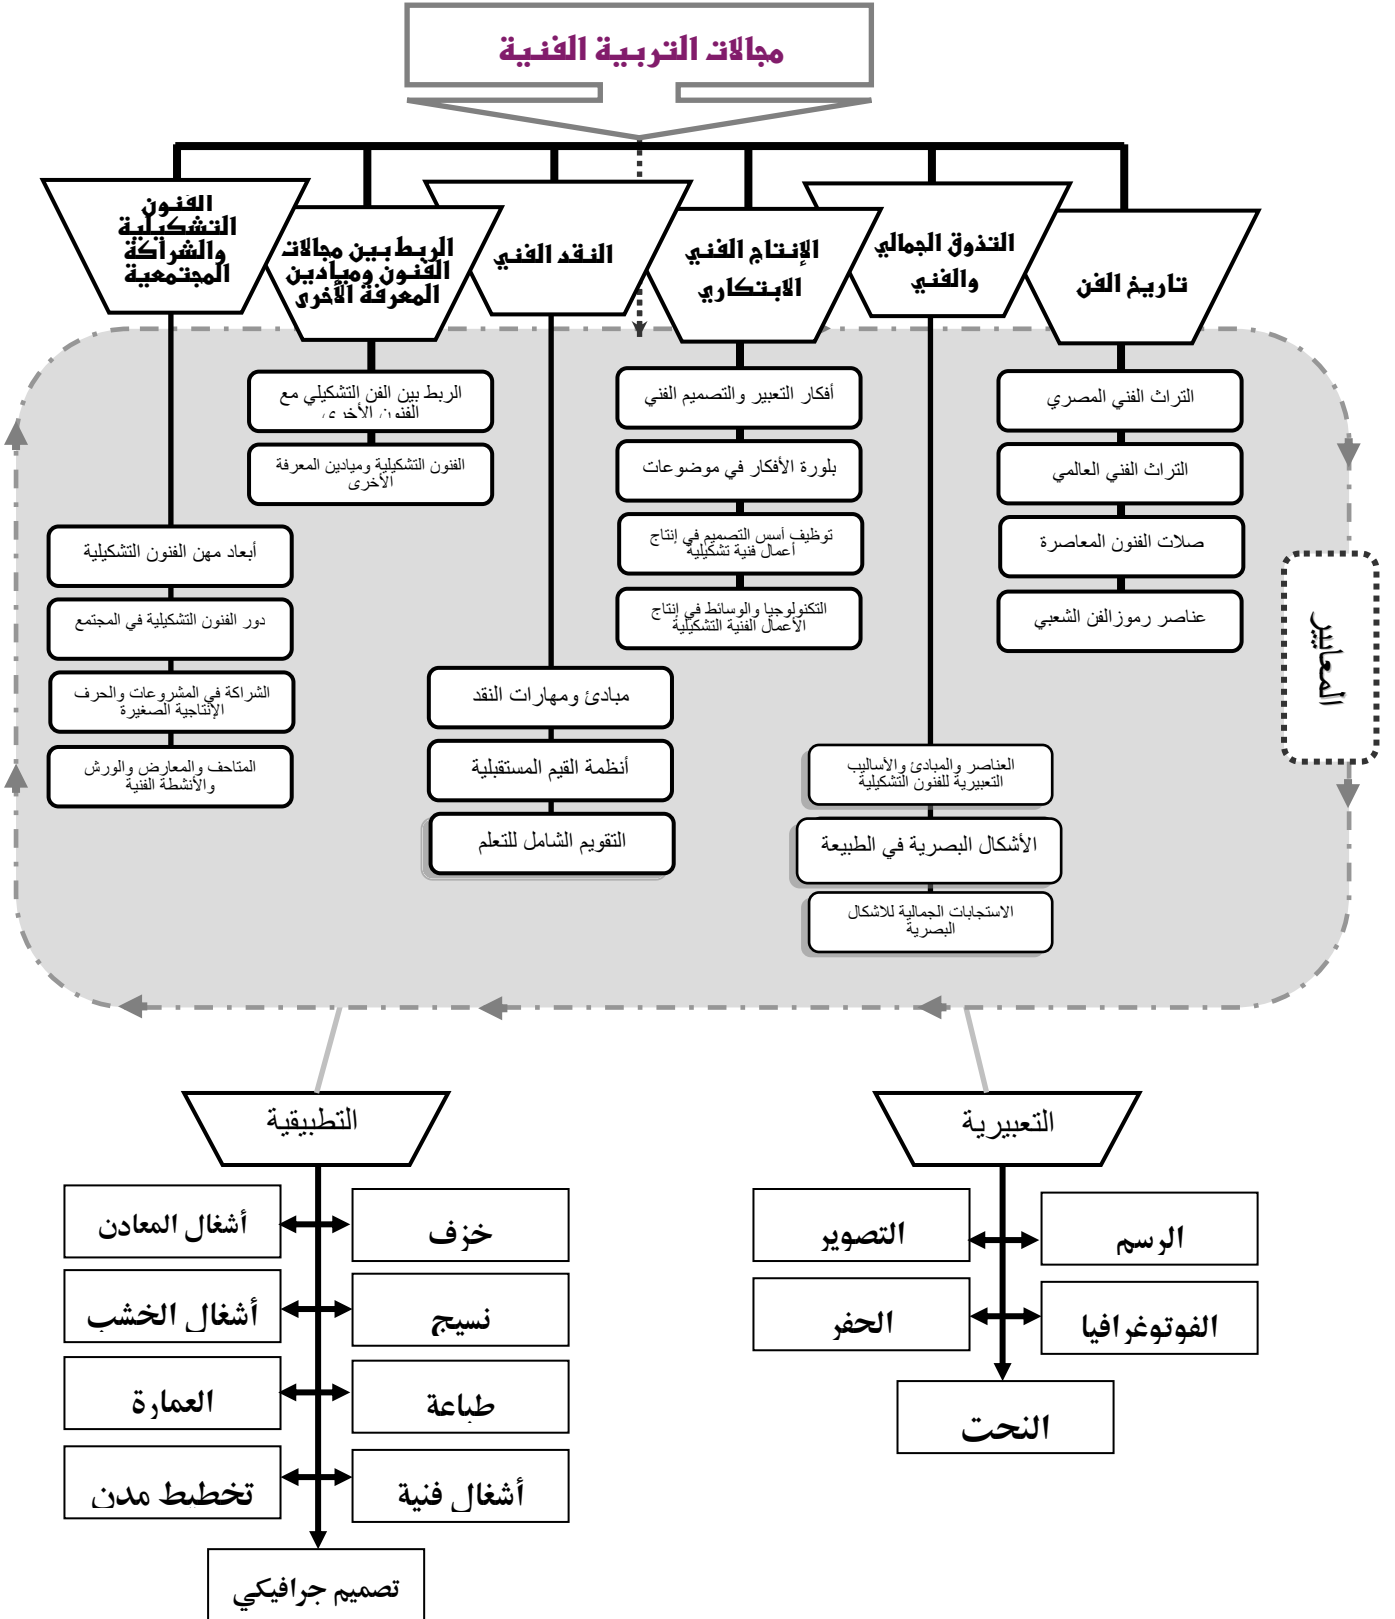 مجالات التربية الفنية
تاريخ الفن
التذوق الجمالي
والفني
الإنتاج الفني
الابتكاري
النقد الفني
الربط بين مجالات
الفنون وميادين
المعرفة الأخرى
الفنون
التشكيلية
والشراكة
المجتمعية
التراث الفني المصري
التراث الفني العالمي
صلات الفنون المعاصرة
عناصر رموزالفن الشعبي
العناصر والمبادئ والأساليب
التعبيرية للفنون التشكيلية
الأشكال البصرية في الطبيعة
الاستجابات الجمالية للاشكال
البصرية
أفكار التعبير والتصميم الفني
بلورة الأفكار في موضوعات
توظيف أسس التصميم في إنتاج
أعمال فنية تشكيلية
التكنولوجيا والوسائط في إنتاج
الأعمال الفنية التشكيلية
مبادئ ومهارات النقد
أنظمة القيم المستقبلية
التقويم الشامل للتعلم
الربط بين الفن التشكيلي مع
الفنون الأخرى
الفنون التشكيلية وميادين المعرفة
الأخرى
أبعاد مهن الفنون التشكيلية
دور الفنون التشكيلية في المجتمع
الشراكة في المشروعات والحرف
الإنتاجية الصغيرة
المتاحف والمعارض والورش
والأنشطة الفنية
المعايير
التعبيرية
الرسم
التصوير
الفوتوغرافيا
الحفر
النحت
التطبيقية
خزف
أشغال المعادن
نسيج
أشغال الخشب
طباعة
العمارة
أشغال فنية
تخطيط مدن
تصميم جرافيكي